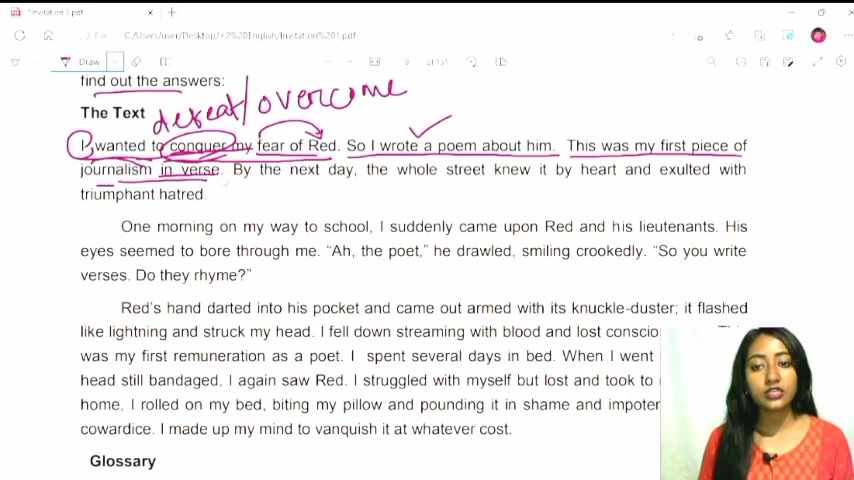 Invitation 1.pdf
C:/Users/user/Desktop/+2%20English/Invitation%201.pdf
Draw
9 of 151
find out the answers:
The Text
defeat/overcome
I wanted to conquer my fear of Red. So I wrote a poem about him. This was my first piece of
journalism in verse. By the next day, the whole street knew it by heart and exulted with
triumphant hatred.
One morning on my way to school, I suddenly came upon Red and his lieutenants. His
eyes seemed to bore through me. “Ah, the poet,” he drawled, smiling crookedly. “So you write
verses. Do they rhyme?”
Red’s hand darted into his pocket and came out armed with its knuckle-duster; it flashed
like lightning and struck my head. I fell down streaming with blood and lost
was my first remuneration as a poet. I spent several days in bed. When I went
head still bandaged, I again saw Red. I struggled with myself but lost and took to
home, I rolled on my bed, biting my pillow and pounding it in shame and
cowardice. I made up my mind to vanquish it at whatever cost.
Glossary